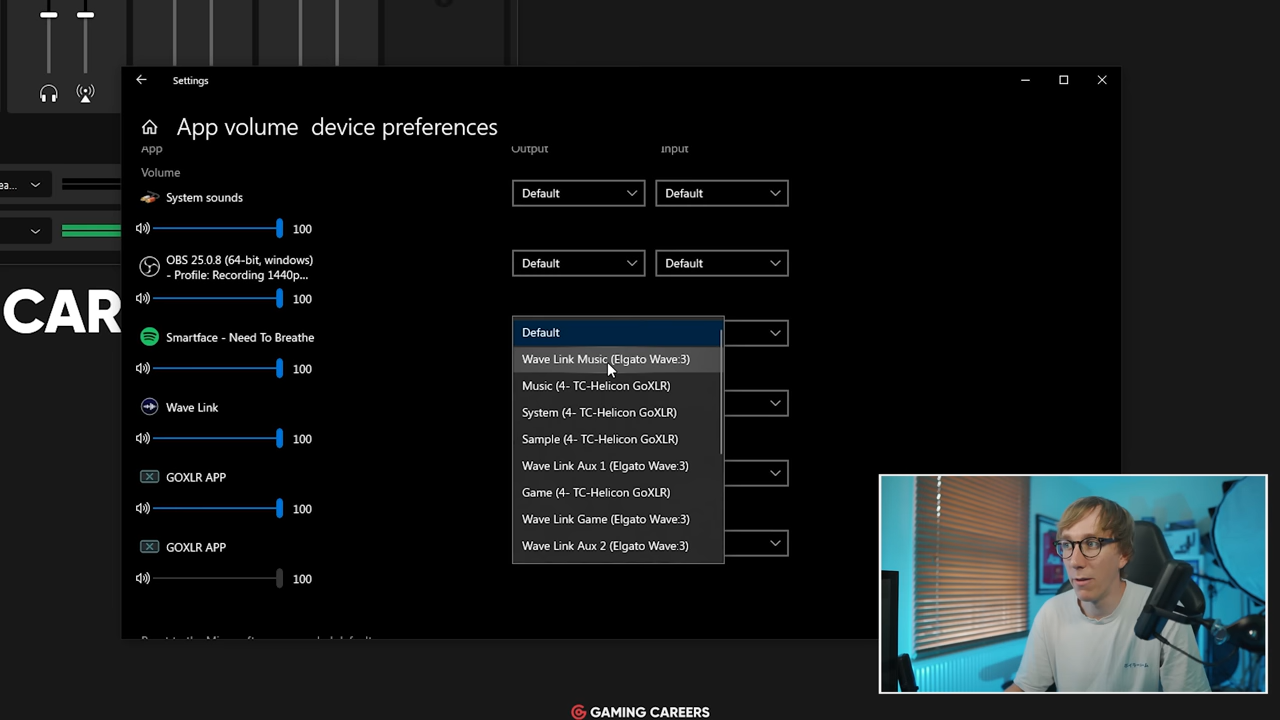 Settings
App volume device preferences
App
Output
Input
Volume
System sounds
Default
Default
100
OBS 25.0.8 (64-bit, windows)
- Profile: Recording 1440p...
Default
Default
100
Smartface - Need To Breathe
100
Wave Link
100
GOXLR APP
100
GOXLR APP
100
Default
Wave Link Music (Elgato Wave:3)
Music (4- TC-Helicon GoXLR)
System (4- TC-Helicon GoXLR)
Sample (4- TC-Helicon GoXLR)
Wave Link Aux 1 (Elgato Wave:3)
Game (4- TC-Helicon GoXLR)
Wave Link Game (Elgato Wave:3)
Wave Link Aux 2 (Elgato Wave:3)
ea...
CAR
GAMING CAREERS